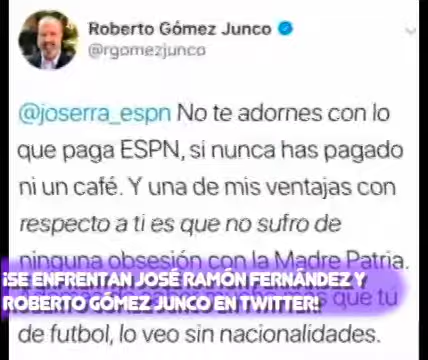 Roberto Gómez Junco
@rgomezjunco
@joserra_espn No te adornes con lo
que paga ESPN, si nunca has pagado
ni un café. Y una de mis ventajas con
respecto a ti es que no sufro de
ninguna obsesión con la Madre Patria.
¡SE ENFRENTAN JOSÉ RAMÓN FERNÁNDEZ Y
ROBERTO GÓMEZ JUNCO EN TWITTER!
que tu
de futbol, lo veo sin nacionalidades.